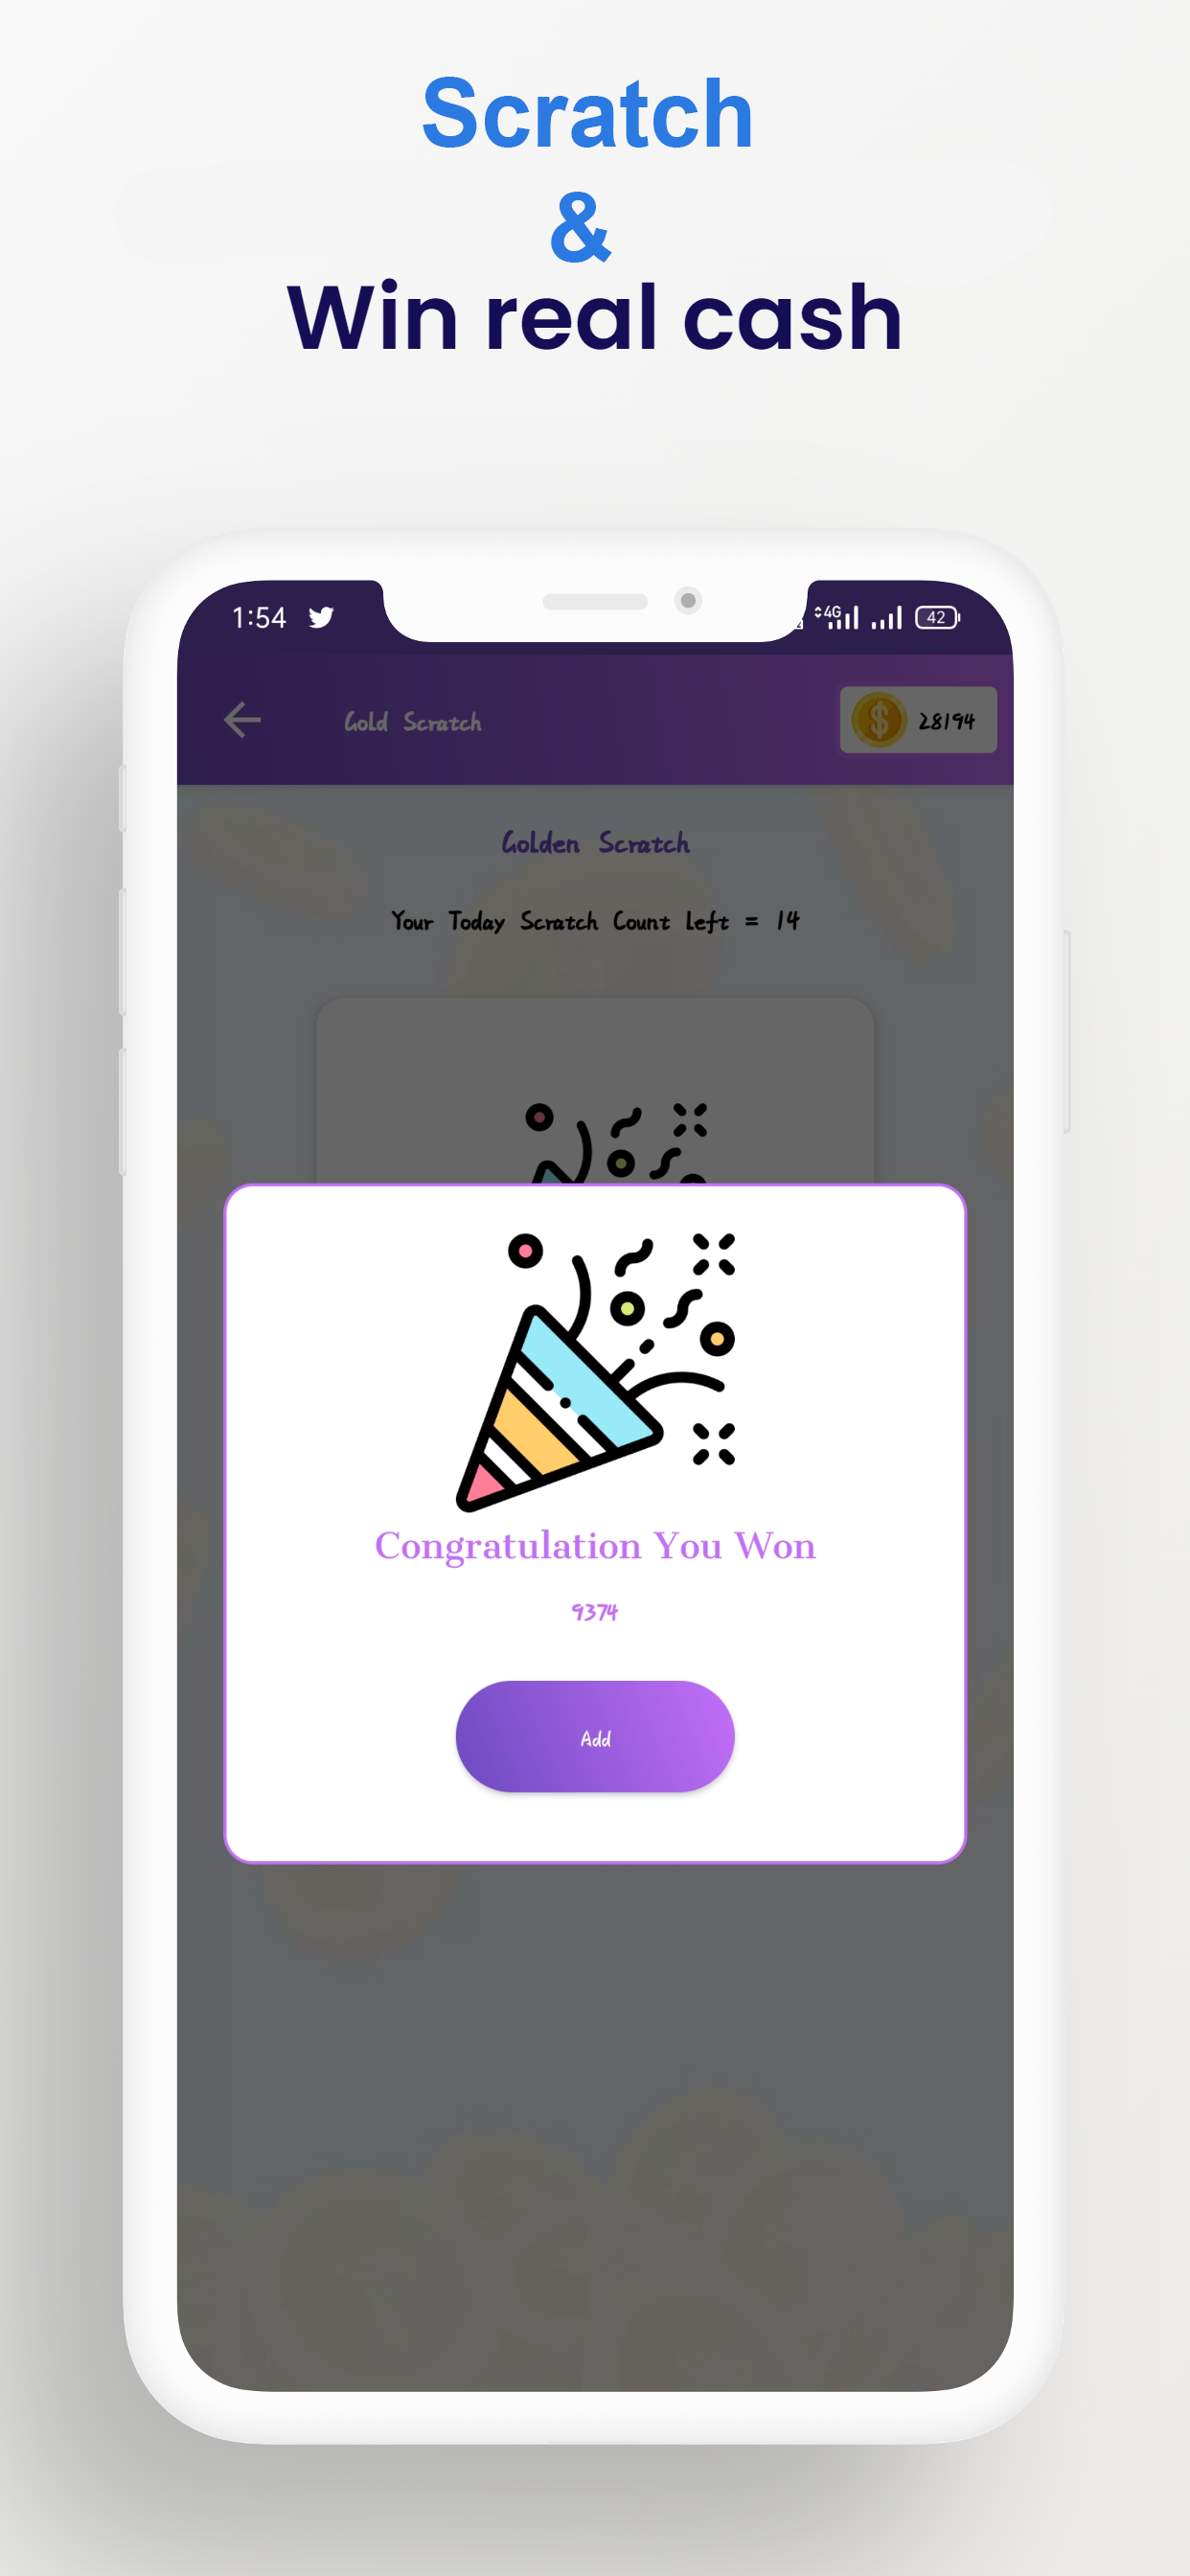 Scratch
&
Win real cash
1:54
4G
42
Gold Scratch
28194
Golden Scratch
Your Today Scratch Count Left = 14
Congratulation You Won
9374
Add